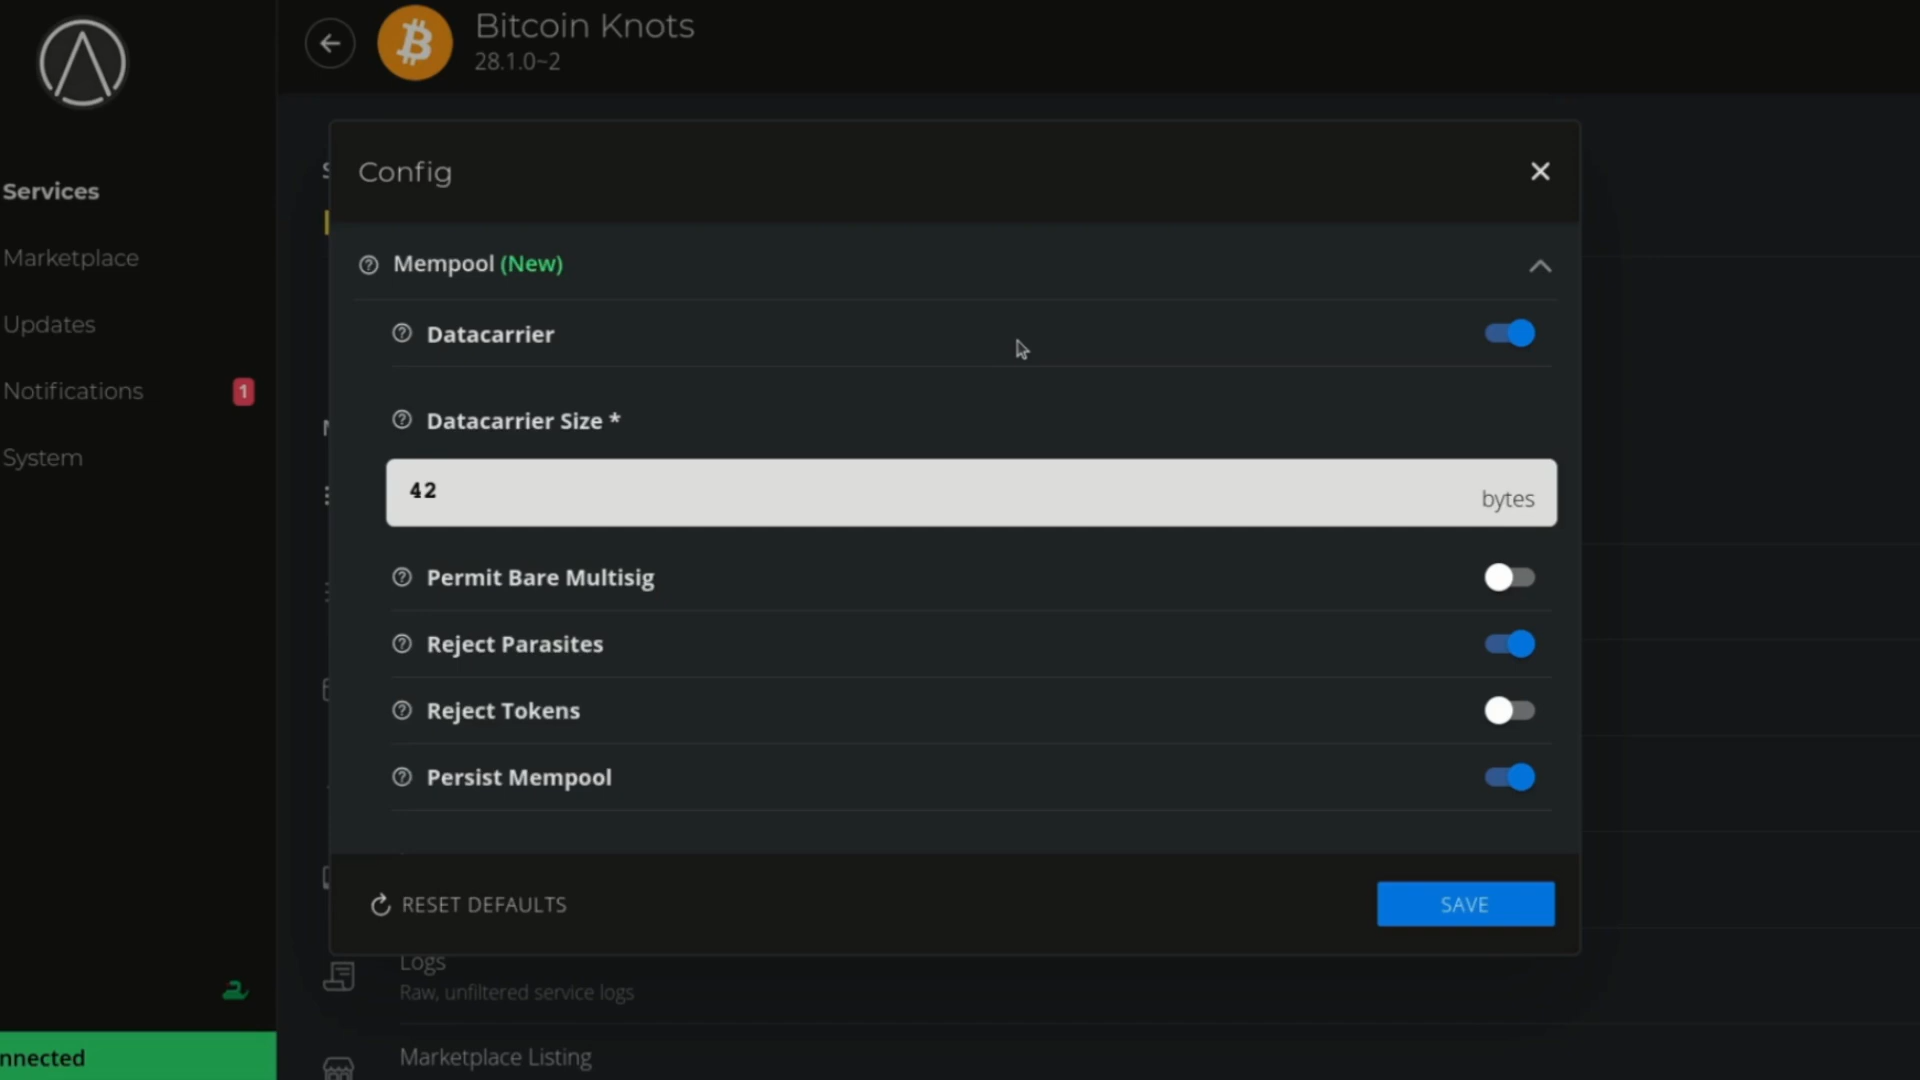 Bitcoin Knots
28.1.0~2
Services
Marketplace
Updates
Notifications
1
System
Config
Mempool (New)
Datacarrier
Datacarrier Size *
42
bytes
Permit Bare Multisig
Reject Parasites
Reject Tokens
Persist Mempool
RESET DEFAULTS
SAVE
Logs
Raw, unfiltered service logs
Marketplace Listing
nnected